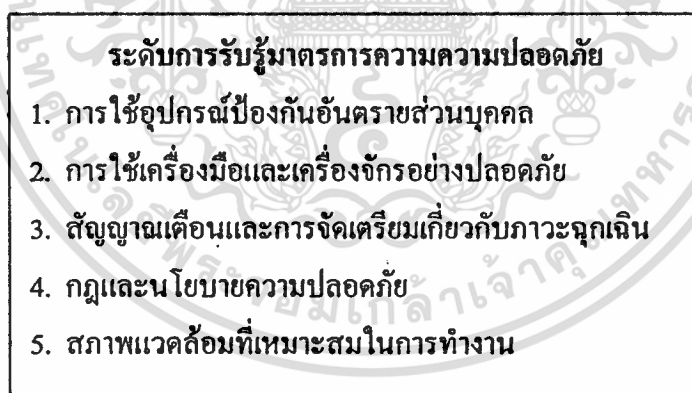 ระดับการรับรู้มาตรการความความปลอดภัย
1. การใช้อุปกรณ์ป้องกันอันตรายส่วนบุคคล
2. การใช้เครื่องมือและเครื่องจักรอย่างปลอดภัย
3. สัญญาณเตือนและการจัดเตรียมเกี่ยวกับภาวะฉุกเฉิน
4. กฎและนโยบายความปลอดภัย
5. สภาพแวดล้อมที่เหมาะสมในการทำงาน